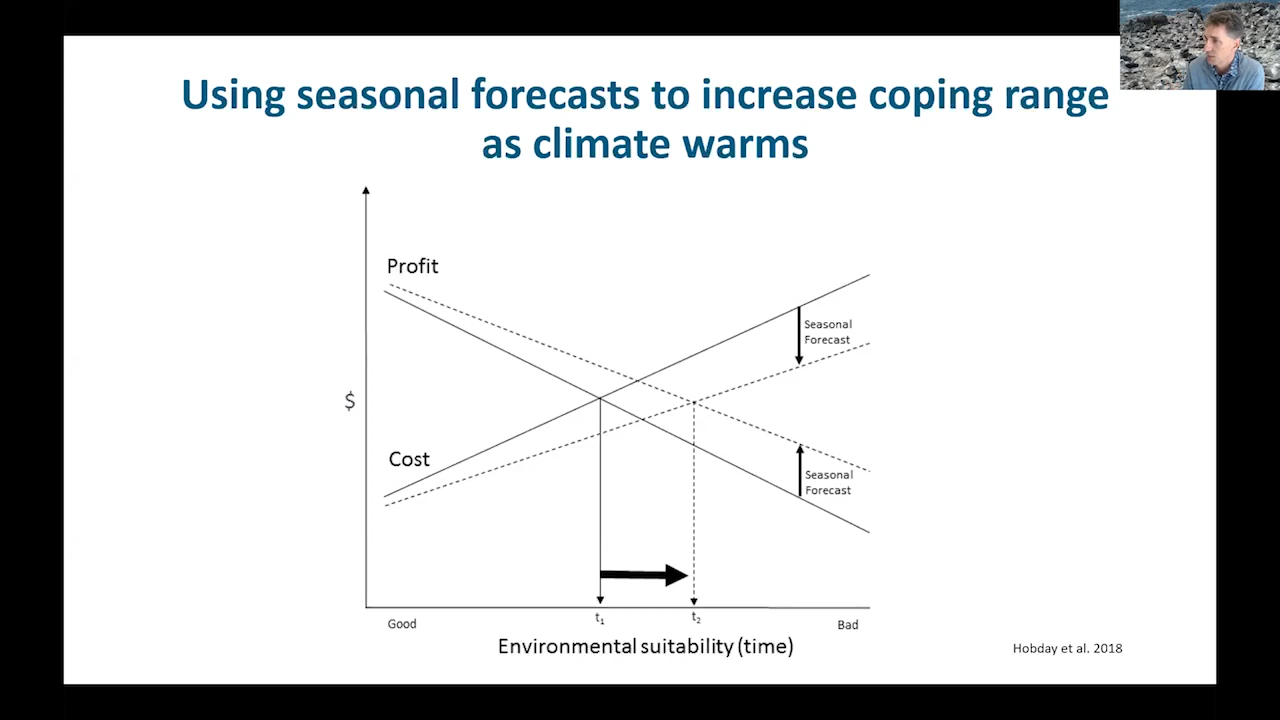 Using seasonal forecasts to increase coping range
as climate warms
Profit
Seasonal
Forecast
$
Cost
Seasonal
Forecast
t₁
t₂
Good
Bad
Environmental suitability (time)
Hobday et al. 2018